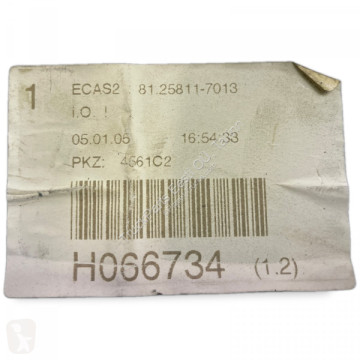 1 ECAS2 81.25811-7013
I.O. !
05.01.05 16:54:33
PKZ: 4561C2
H066734 (1.2)